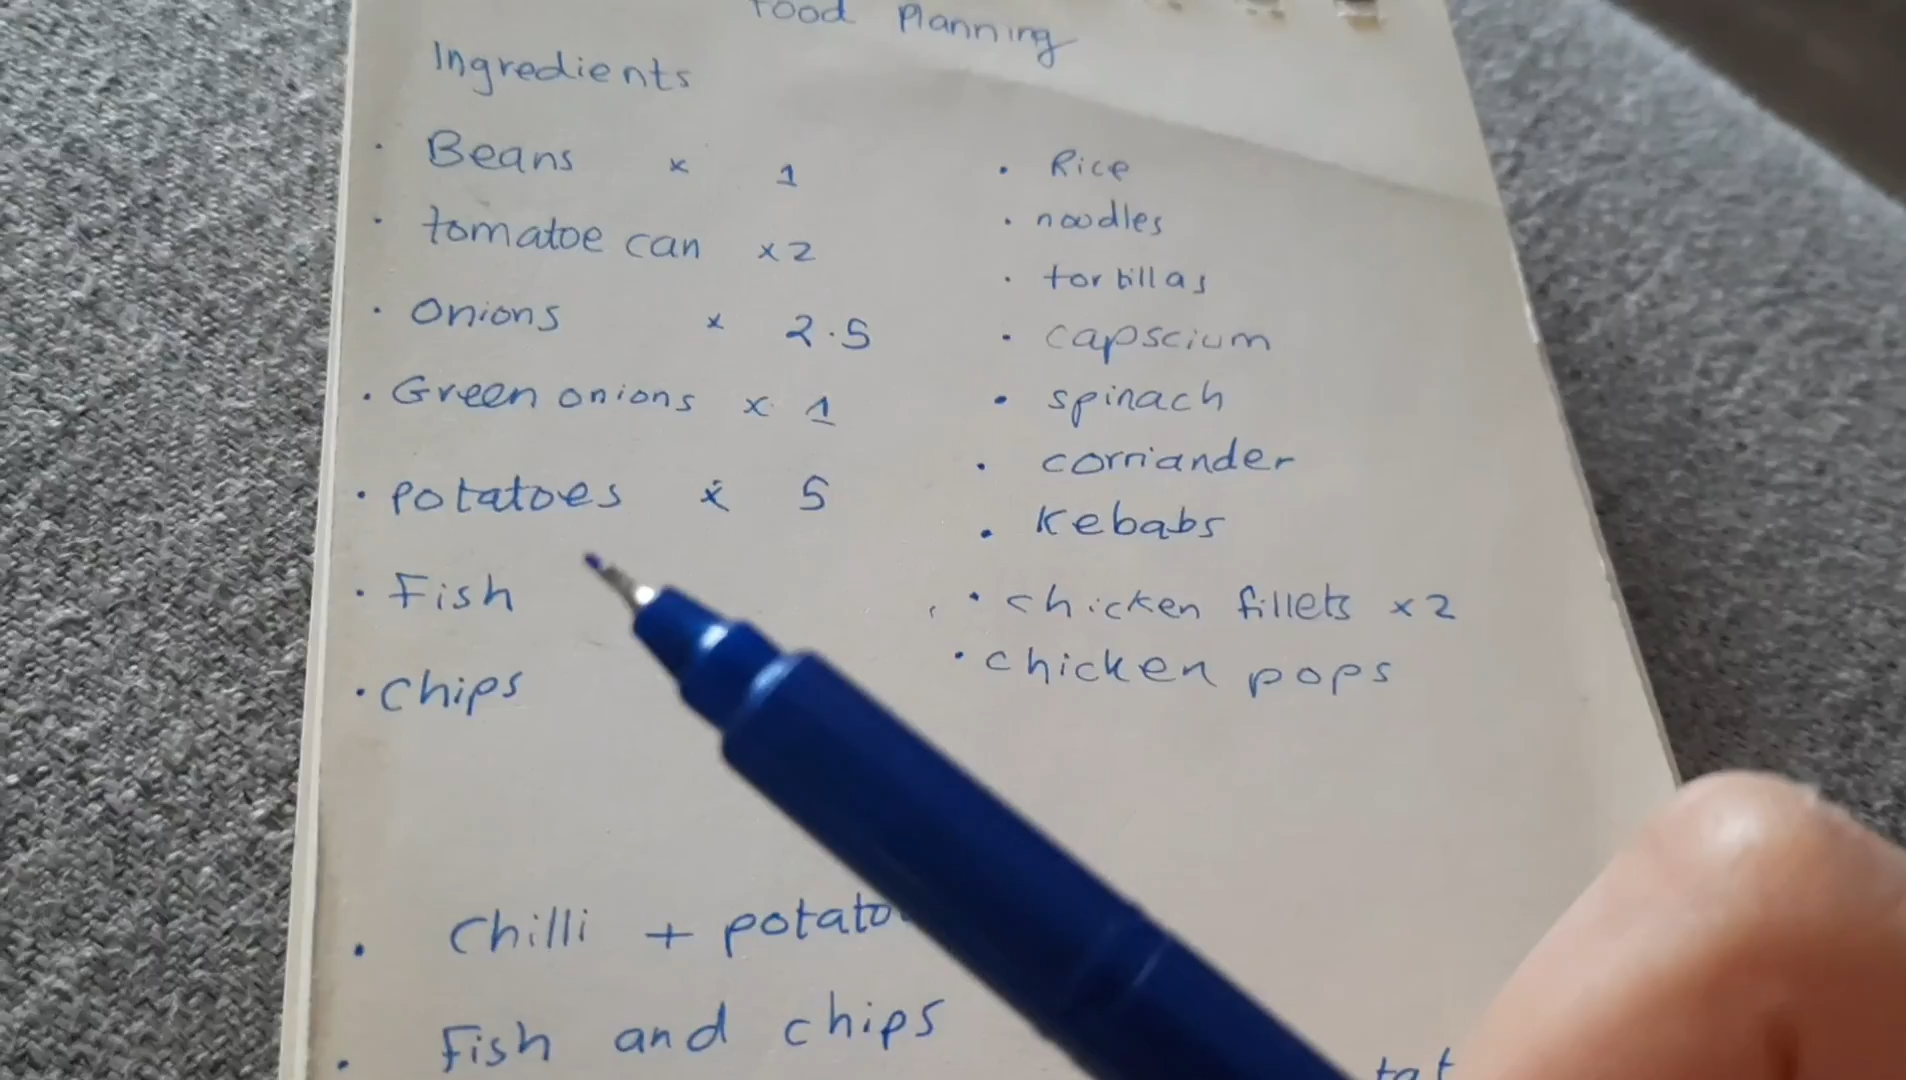 Food Planning
Ingredients
· Beans x 1
· tomatoe can x2
· Onions x 2.5
· Green onions x 1
· potatoes x 5
· Fish
· Chips
· Rice
· noodles
· tortillas
· capscium
· spinach
· corriander
· Kebabs
· chicken fillets x2
· chicken pops
· Chilli + potato
· Fish and chips